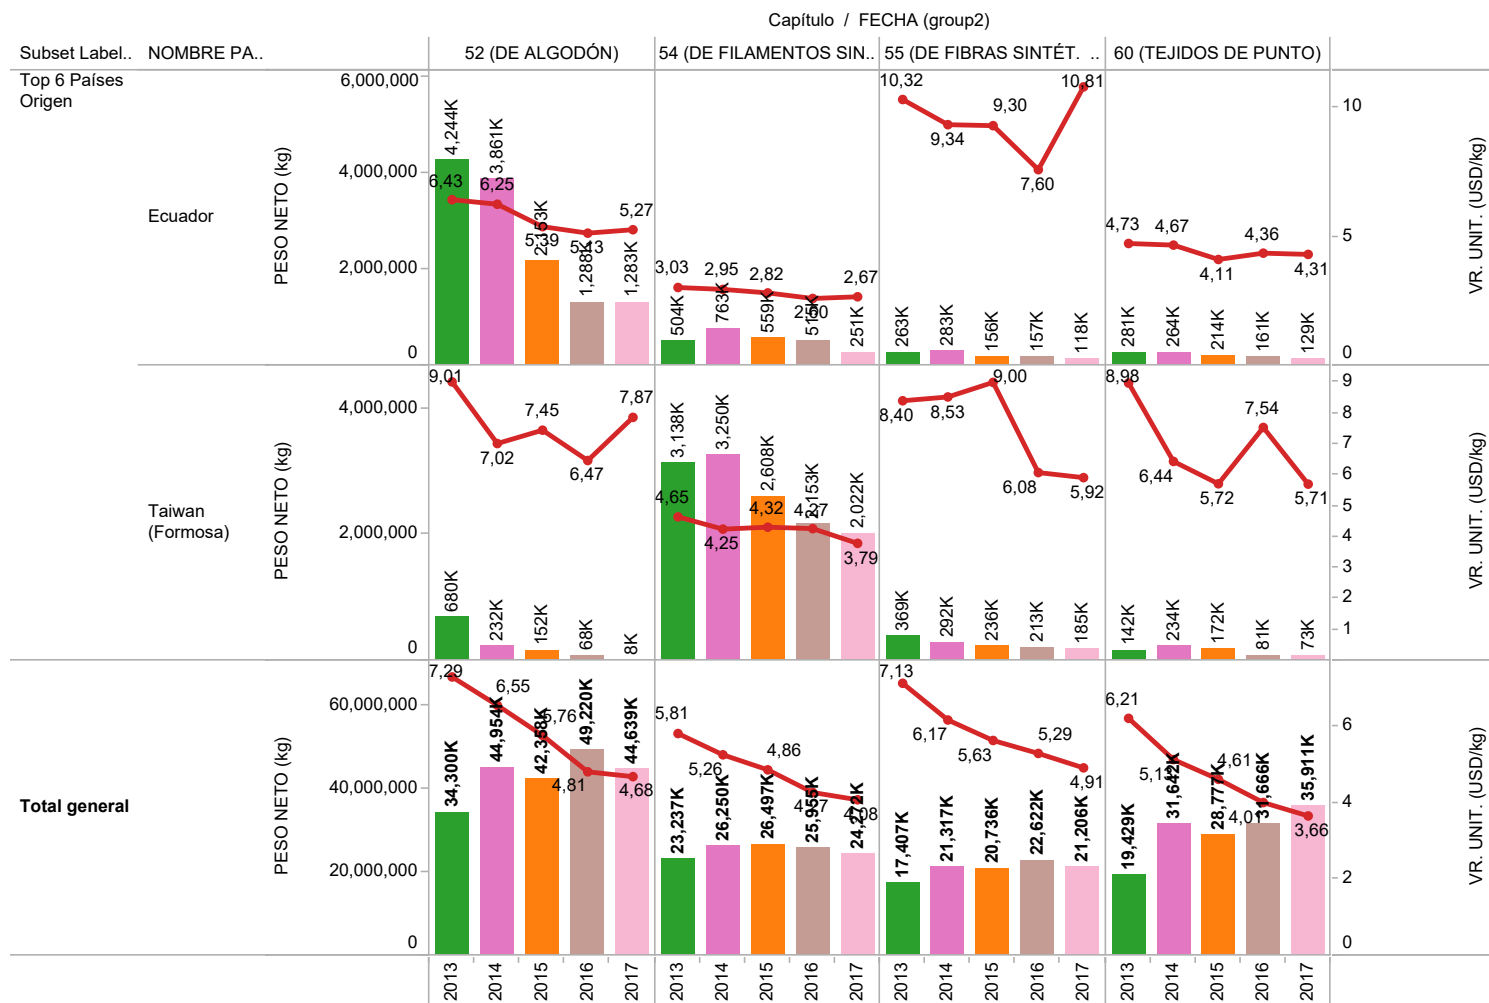 Capítulo / FECHA (group2)
Subset Label.. NOMBRE PA.. 52 (DE ALGODÓN) 54 (DE FILAMENTOS SIN.. 55 (DE FIBRAS SINTÉT. .. 60 (TEJIDOS DE PUNTO)
Top 6 Países
Origen
Ecuador
PESO NETO (kg)
6,000,000
4,000,000
2,000,000
0
4,244K 3,861K 2,153K 1,288K 1,283K
6,43 6,25 5,39 5,13 5,27
504K 763K 559K 251K
3,03 2,95 2,82 2,60 2,67
263K 283K 156K 157K 118K
10,32 9,34 9,30 7,60 10,81
281K 264K 214K 161K 129K
4,73 4,67 4,11 4,36 4,31
10
5
0
VR. UNIT. (USD/kg)
Taiwan
(Formosa)
PESO NETO (kg)
4,000,000
2,000,000
0
680K 232K 152K 68K 8K
9,01 7,02 7,45 6,47 7,87
3,138K 3,250K 2,608K 2,153K 2,022K
4,65 4,25 4,32 4,27 3,79
369K 292K 236K 213K 185K
8,40 8,53 9,00 6,08 5,92
142K 234K 172K 81K 73K
8,98 6,44 5,72 7,54 5,71
9
8
7
6
5
4
3
2
1
VR. UNIT. (USD/kg)
Total general
PESO NETO (kg)
60,000,000
40,000,000
20,000,000
0
34,300K 44,954K 42,358K 49,220K 44,639K
7,29 6,55 5,76 4,81 4,68
23,237K 26,250K 26,497K 25,955K 24,272K
5,81 5,26 4,86 4,08
17,407K 21,317K 20,736K 22,622K 21,206K
7,13 6,17 5,63 5,29 4,91
19,429K 31,642K 28,777K 31,666K 35,911K
6,21 4,61 4,01 3,66
6
4
2
0
VR. UNIT. (USD/kg)
2013 2014 2015 2016 2017 2013 2014 2015 2016 2017 2013 2014 2015 2016 2017 2013 2014 2015 2016 2017